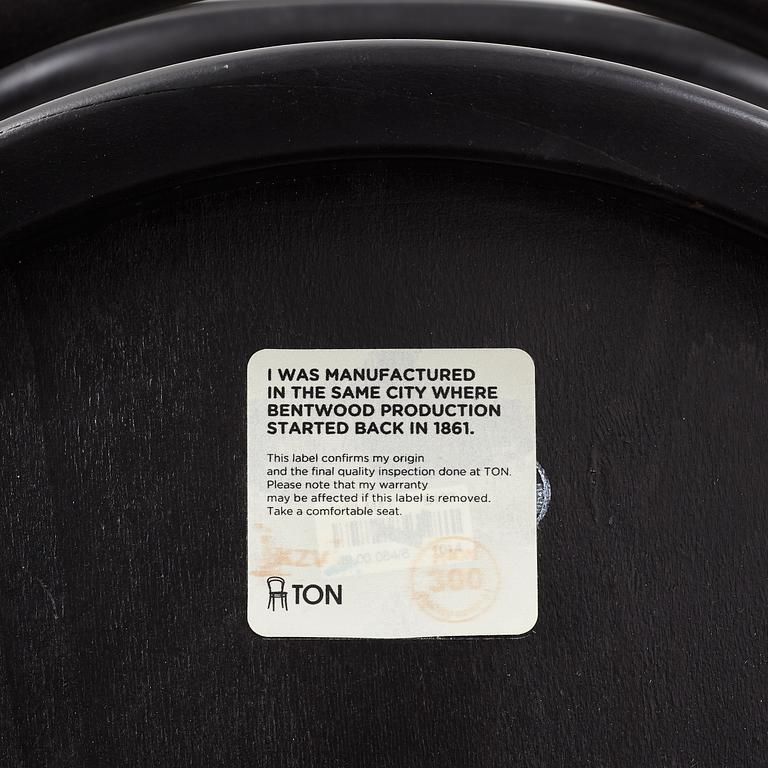 I WAS MANUFACTURED
IN THE SAME CITY WHERE
BENTWOOD PRODUCTION
STARTED BACK IN 1861.
This label confirms my origin
and the final quality inspection done at TON.
Please note that my warranty
may be affected if this label is removed.
Take a comfortable seat.
300
TON